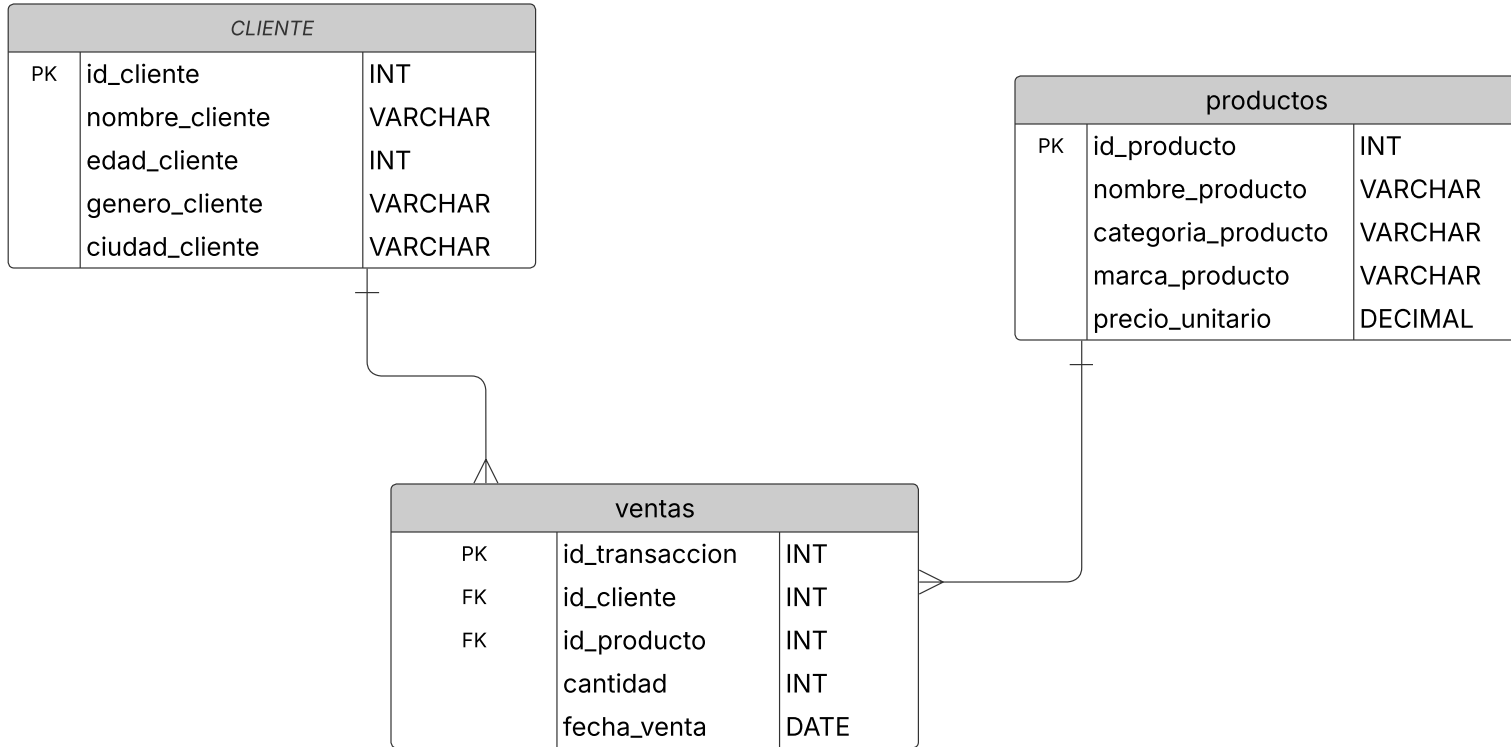 CLIENTE
PK id_cliente INT
nombre_cliente VARCHAR
edad_cliente INT
genero_cliente VARCHAR
ciudad_cliente VARCHAR
productos
PK id_producto INT
nombre_producto VARCHAR
categoria_producto VARCHAR
marca_producto VARCHAR
precio_unitario DECIMAL
ventas
PK id_transaccion INT
FK id_cliente INT
FK id_producto INT
cantidad INT
fecha_venta DATE